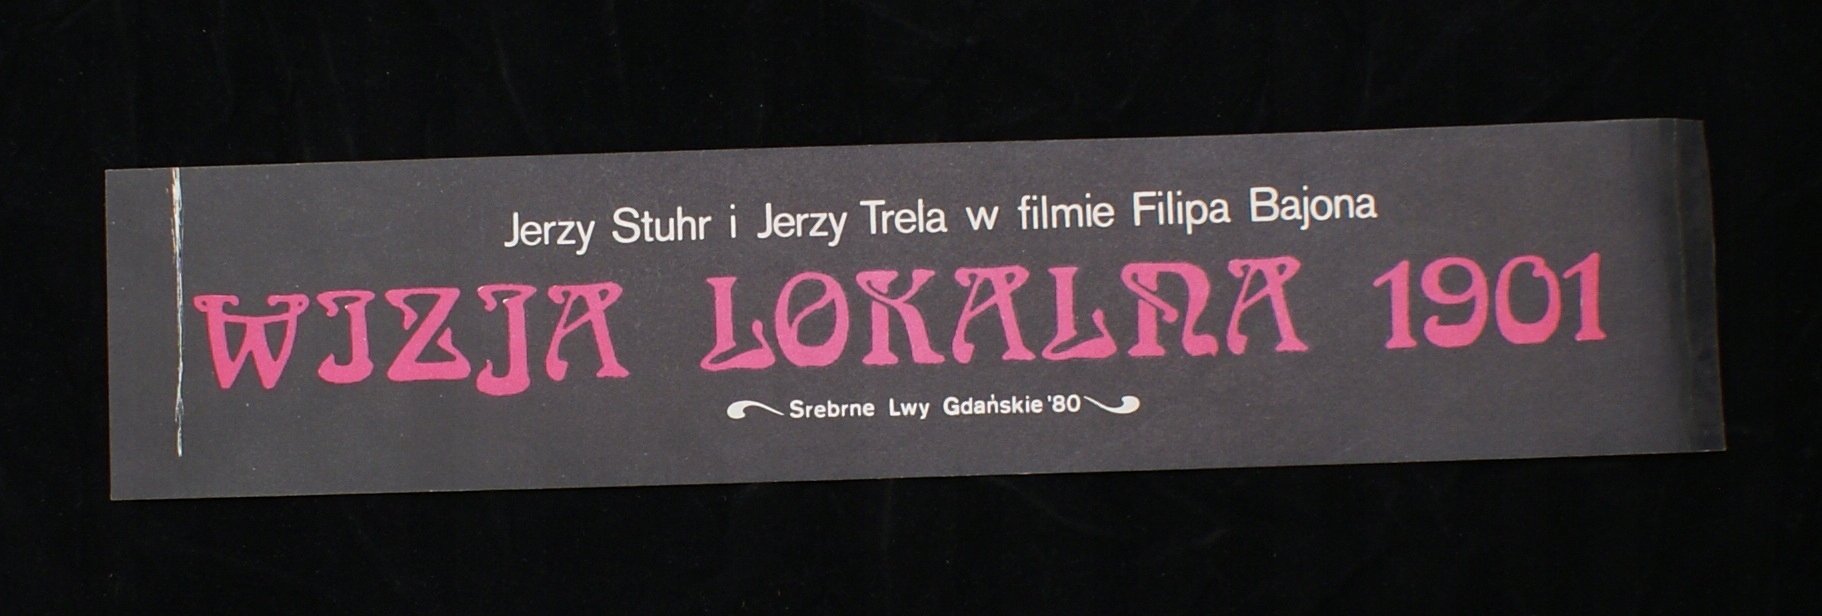 Jerzy Stuhr i Jerzy Trela w filmie Filipa Bajona
WIZJA LOKALNA 1901
Srebrne Lwy Gdańskie '80